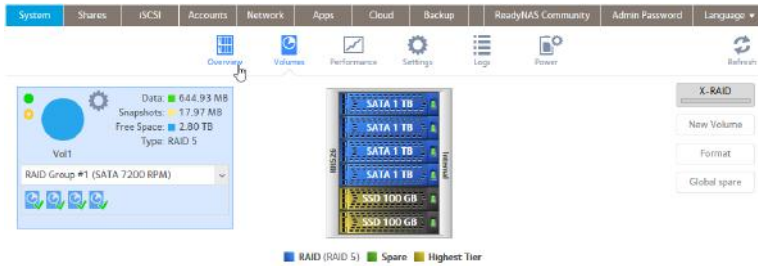 System Shares iSCSI Accounts Network Apps Cloud Backup ReadyNAS Community Admin Password Language
Overview Volumes Performance Settings Logs Power Refresh
Data: 644.93 MB
Snapshots: 17.97 MB
Free Space: 2.80 TB
Type: RAID 5
Vol1
RAID Group #1 (SATA 7200 RPM)
SATA 1 TB
SATA 1 TB
SATA 1 TB
SATA 1 TB
SSD 100 GB
SSD 100 GB
Internal
X-RAID
New Volume
Format
Global spare
RAID (RAID 5) Spare Highest Tier